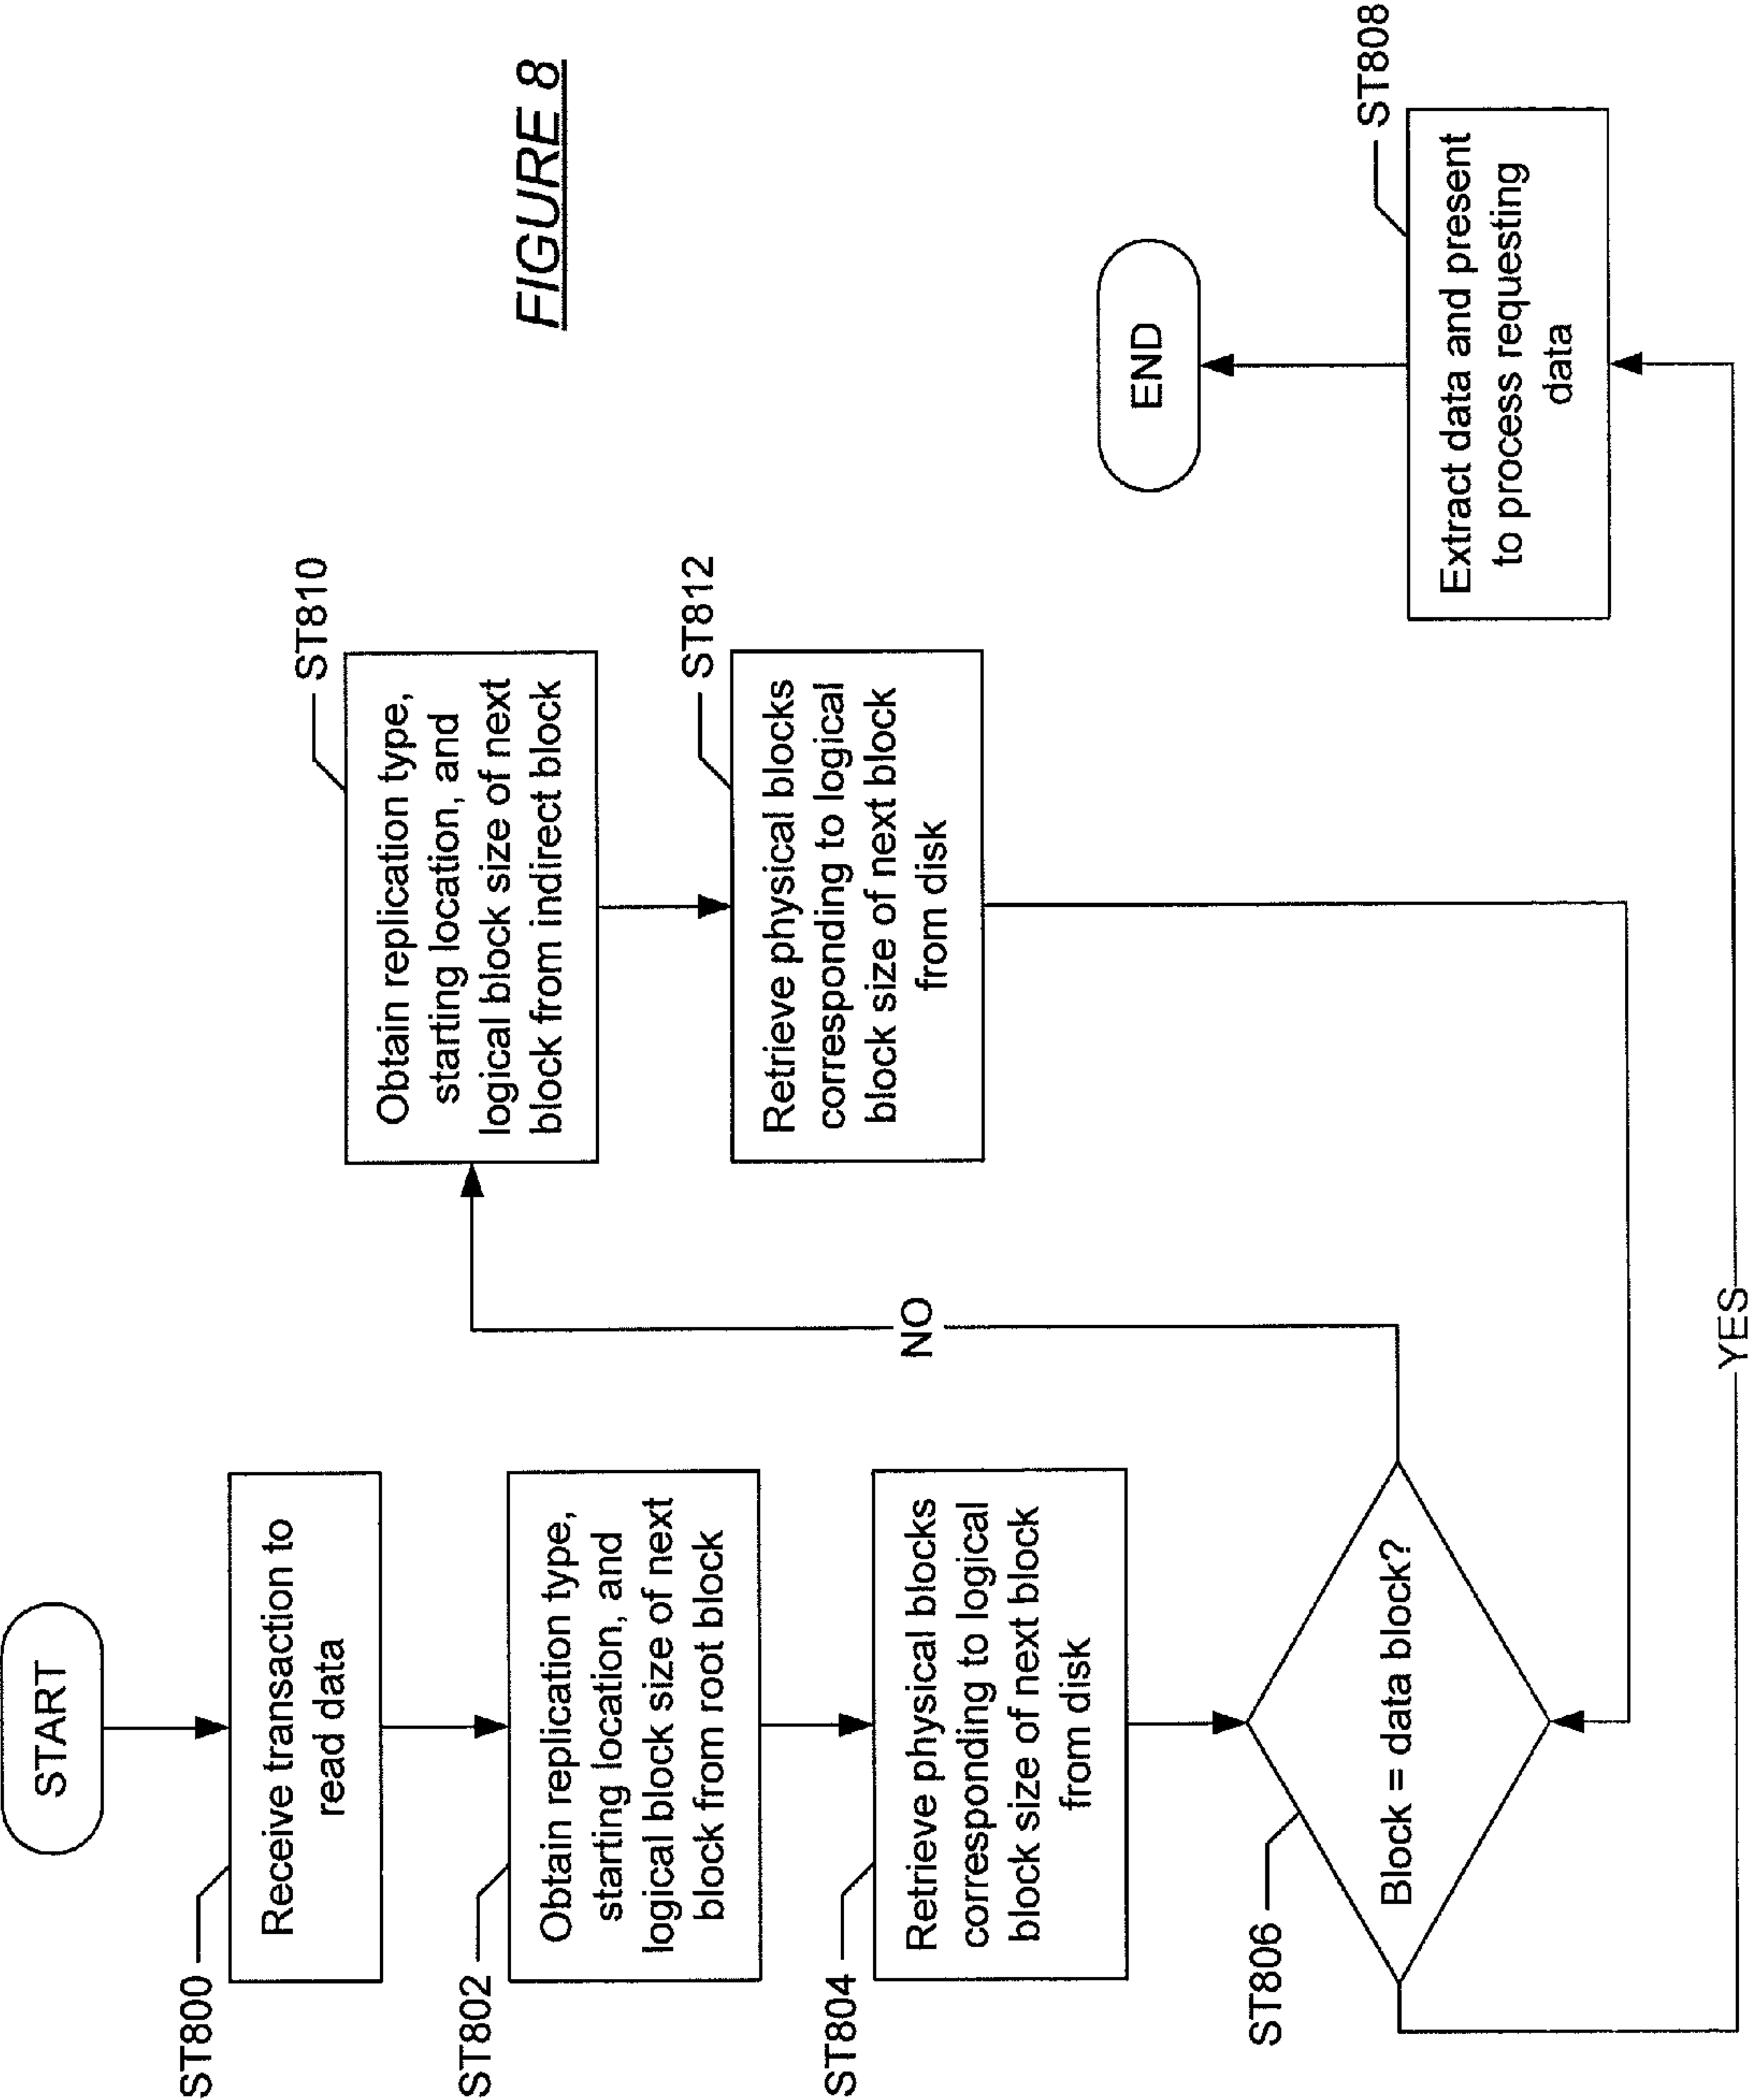 START
ST800
Receive transaction to
read data
ST802
Obtain replication type,
starting location, and
logical block size of next
block from root block
ST804
Retrieve physical blocks
corresponding to logical
block size of next block
from disk
ST806
Block = data block?
NO
YES
ST810
Obtain replication type,
starting location, and
logical block size of next
block from indirect block
ST812
Retrieve physical blocks
corresponding to logical
block size of next block
from disk
END
ST808
Extract data and present
to process requesting
data
FIGURE 8